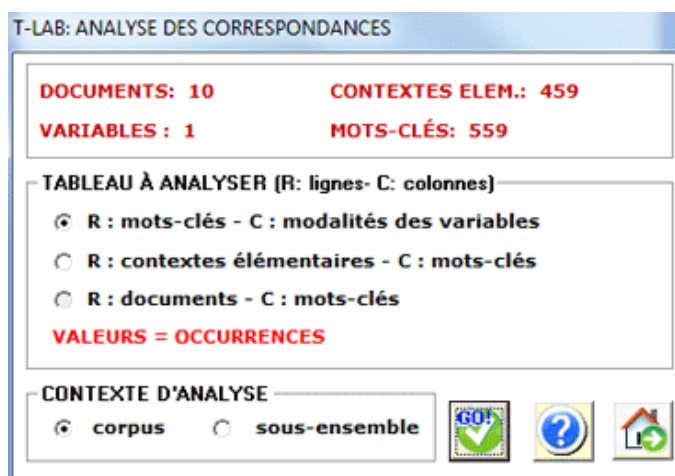 T-LAB: ANALYSE DES CORRESPONDANCES
DOCUMENTS: 10 CONTEXTES ELEM.: 459
VARIABLES : 1 MOTS-CLÉS: 559
TABLEAU À ANALYSER (R: lignes- C: colonnes)
R : mots-clés - C : modalités des variables
R : contextes élémentaires - C : mots-clés
R : documents - C : mots-clés
VALEURS = OCCURRENCES
CONTEXTE D'ANALYSE
corpus sous-ensemble GO! ?